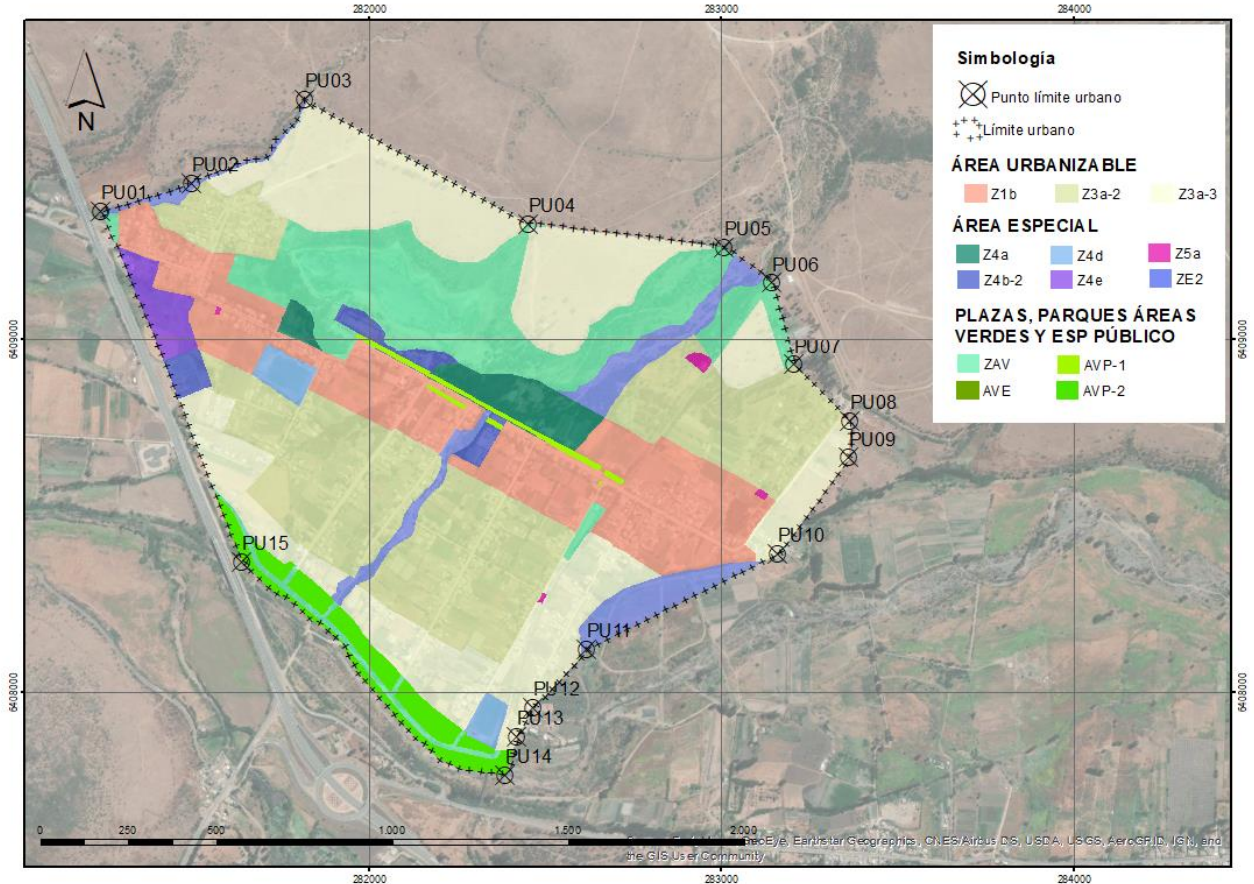 282000 283000 284000
PU03
N
PU02
PU01
PU04
PU05
PU06
6409000
6409000
PU07
PU08
PU09
PU10
PU15
PU11
6408000
6408000
PU12
PU13
PU14
Simbología
Punto límite urbano
Límite urbano
ÁREA URBANIZABLE
Z1b Z3a-2 Z3a-3
ÁREA ESPECIAL
Z4a Z4d Z5a
Z4b-2 Z4e ZE2
PLAZAS, PARQUES ÁREAS
VERDES Y ESP PÚBLICO
ZAV AVP-1
AVE AVP-2
0 250 500 1.000 1.500 2.000
GeoEye, Earthstar Geographics, CNES/Airbus DS, USDA, USGS, AeroGRID, IGN, and
the GIS User Community
282000 283000 284000